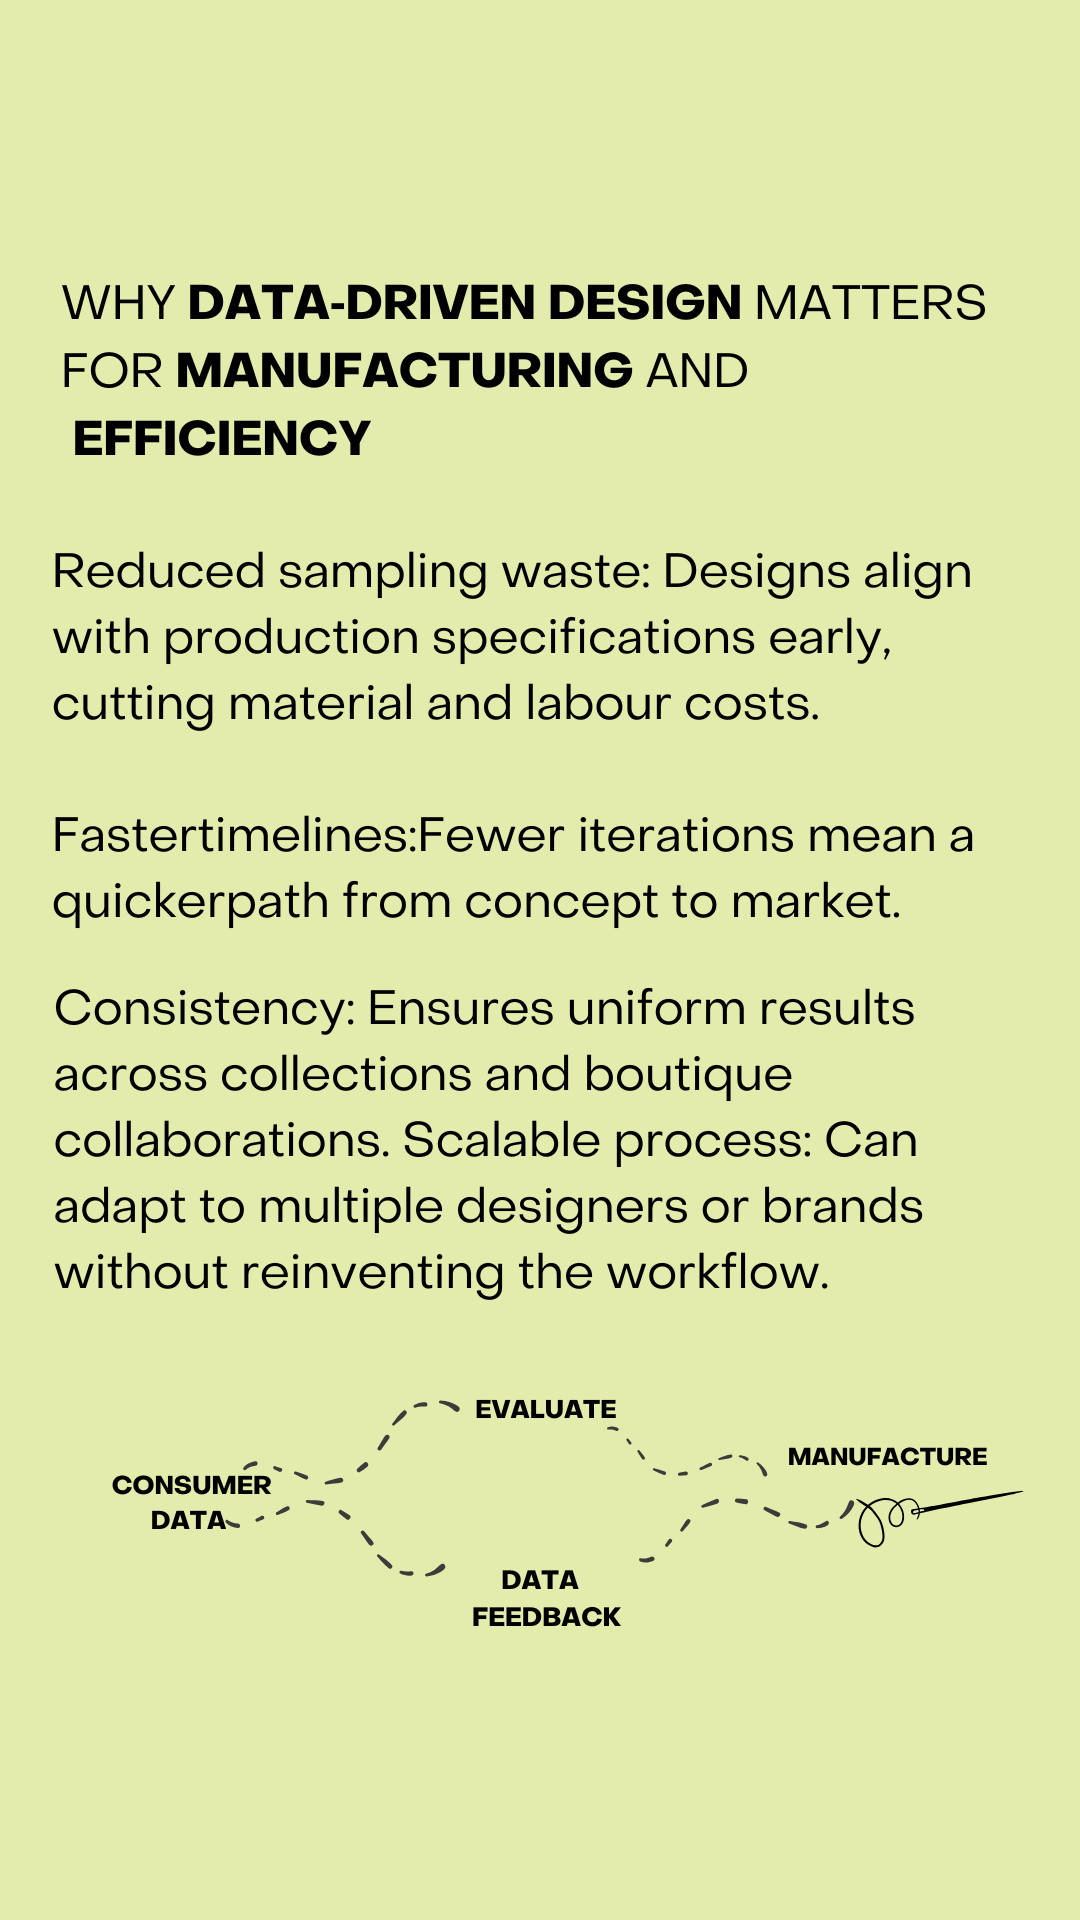 WHY DATA-DRIVEN DESIGN MATTERS
FOR MANUFACTURING AND
EFFICIENCY
Reduced sampling waste: Designs align
with production specifications early,
cutting material and labour costs.
Fastertimelines:Fewer iterations mean a
quickerpath from concept to market.
Consistency: Ensures uniform results
across collections and boutique
collaborations. Scalable process: Can
adapt to multiple designers or brands
without reinventing the workflow.
EVALUATE
MANUFACTURE
CONSUMER
DATA
DATA
FEEDBACK